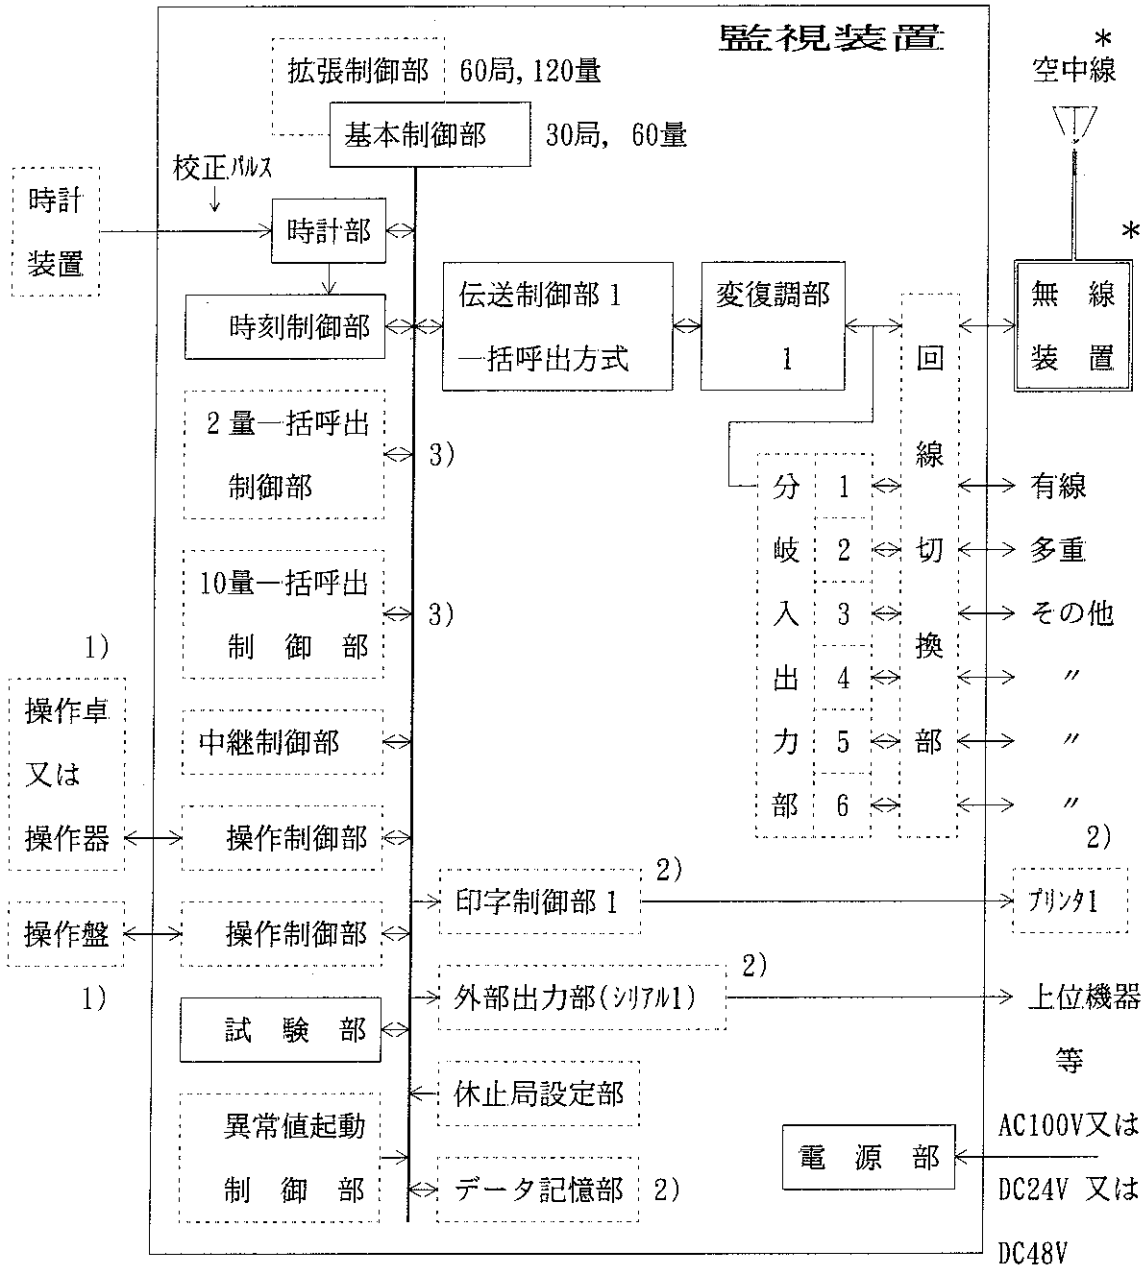 監視装置
*
空中線
拡張制御部 60局, 120量
基本制御部 30局, 60量
校正パルス
時計
装置
時計部
*
無線
装置
時刻制御部
伝送制御部1
一括呼出方式
変復調部
1
回線切換部
2量一括呼出
制御部
3)
分岐入出力部
1
2
3
4
5
6
有線
多重
その他
〃
〃
〃
10量一括呼出
制御部
3)
1)
操作卓
又は
操作器
中継制御部
操作制御部
操作盤
1)
操作制御部
印字制御部1
2)
2)
プリンタ1
外部出力部(シリアル1)
2)
上位機器
等
試験部
休止局設定部
異常値起動
制御部
データ記憶部 2)
電源部
AC100V又は
DC24V 又は
DC48V